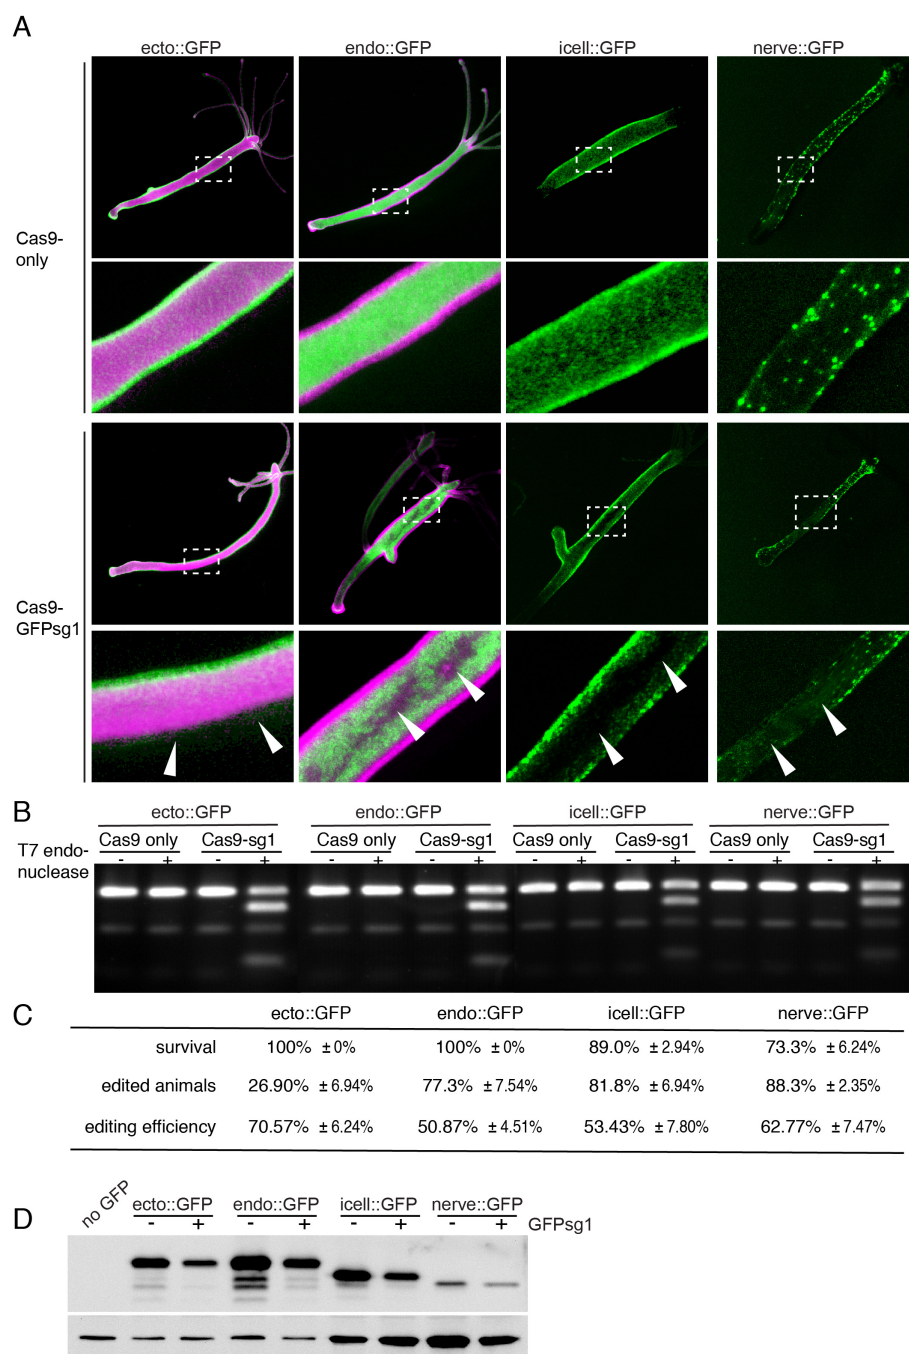 A
ecto::GFP endo::GFP icell::GFP nerve::GFP
Cas9-
only
Cas9-
GFPsg1
B
ecto::GFP endo::GFP icell::GFP nerve::GFP
Cas9 only Cas9-sg1 Cas9 only Cas9-sg1 Cas9 only Cas9-sg1 Cas9 only Cas9-sg1
T7 endo-
nuclease
- + - + - + - + - + - + - + - +
C
ecto::GFP endo::GFP icell::GFP nerve::GFP
survival 100% ± 0% 100% ± 0% 89.0% ± 2.94% 73.3% ± 6.24%
edited animals 26.90% ± 6.94% 77.3% ± 7.54% 81.8% ± 6.94% 88.3% ± 2.35%
editing efficiency 70.57% ± 6.24% 50.87% ± 4.51% 53.43% ± 7.80% 62.77% ± 7.47%
D
no GFP ecto::GFP endo::GFP icell::GFP nerve::GFP
- + - + - + - + GFPsg1